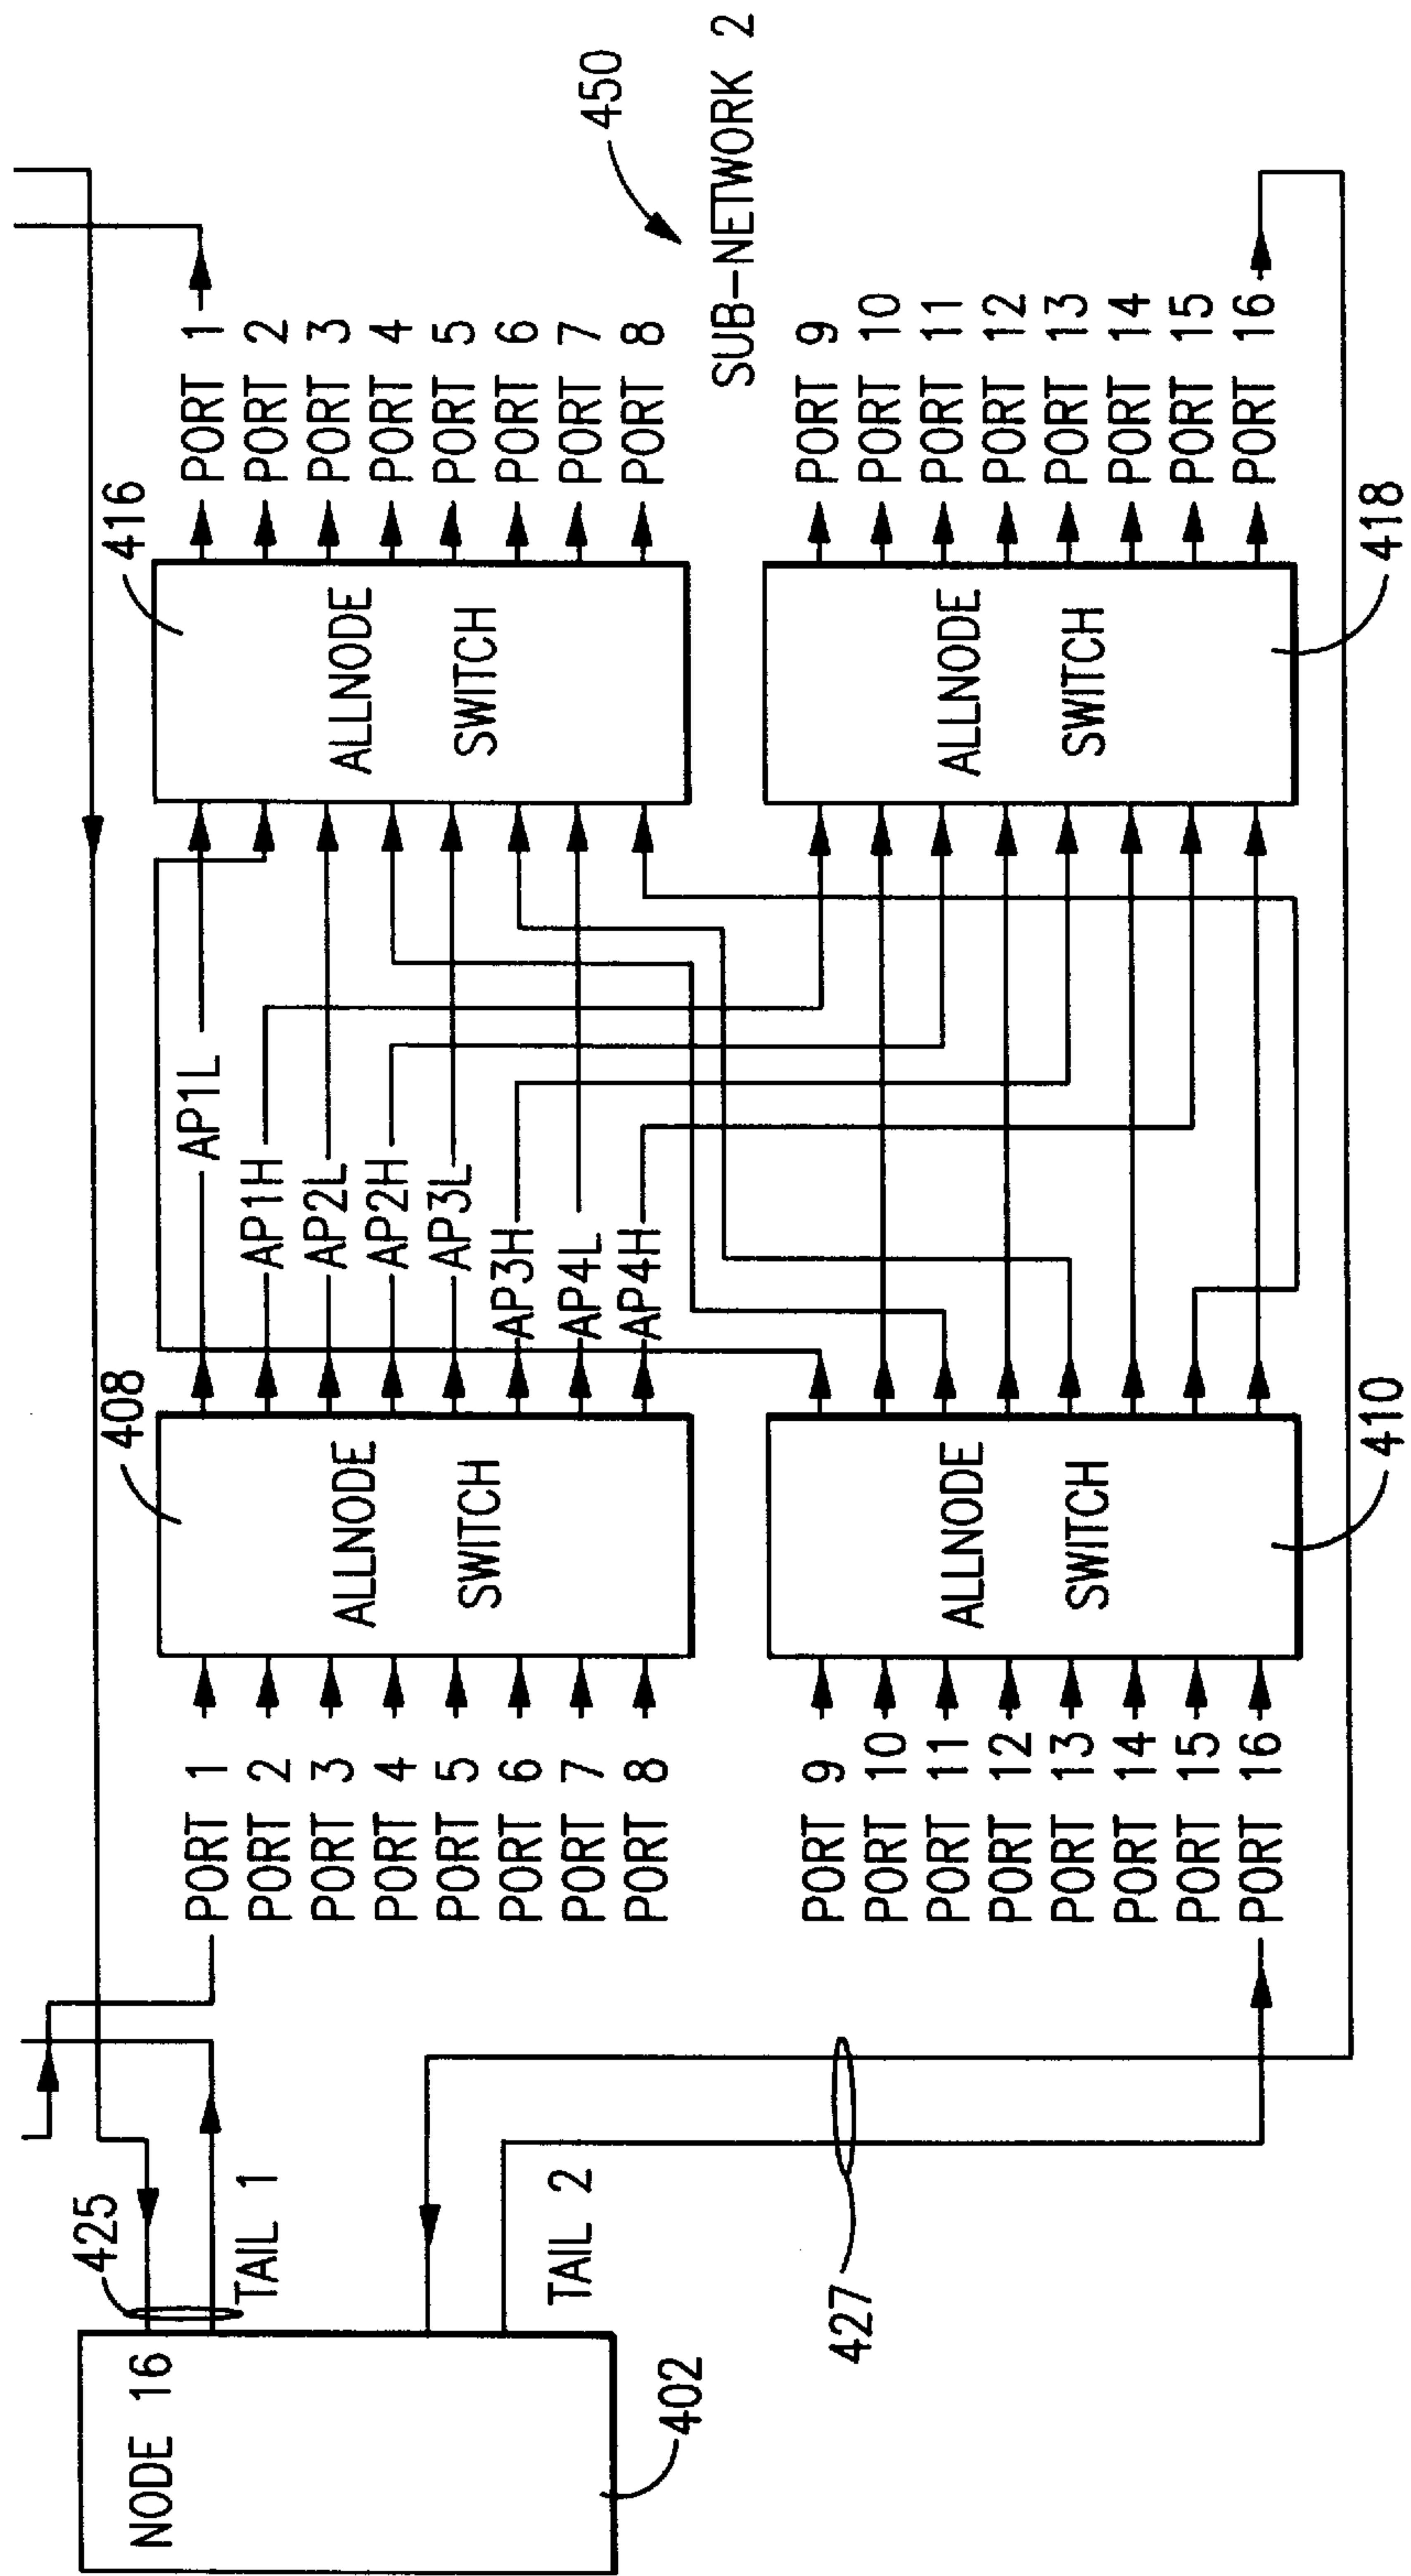 NODE 16
402
425
TAIL 1
TAIL 2
427
PORT 1
PORT 2
PORT 3
PORT 4
PORT 5
PORT 6
PORT 7
PORT 8
PORT 9
PORT 10
PORT 11
PORT 12
PORT 13
PORT 14
PORT 15
PORT 16
408
ALLNODE
SWITCH
ALLNODE
SWITCH
410
AP1L
AP1H
AP2L
AP2H
AP3L
AP3H
AP4L
AP4H
416
ALLNODE
SWITCH
ALLNODE
SWITCH
418
PORT 1
PORT 2
PORT 3
PORT 4
PORT 5
PORT 6
PORT 7
PORT 8
PORT 9
PORT 10
PORT 11
PORT 12
PORT 13
PORT 14
PORT 15
PORT 16
450
SUB-NETWORK 2